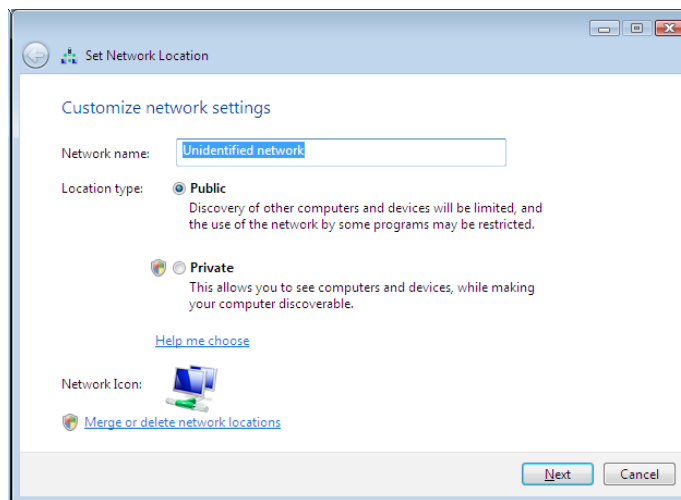 Set Network Location
Customize network settings
Network name: Unidentified network
Location type: Public
Discovery of other computers and devices will be limited, and
the use of the network by some programs may be restricted.
Private
This allows you to see computers and devices, while making
your computer discoverable.
Help me choose
Network Icon:
Merge or delete network locations
Next Cancel